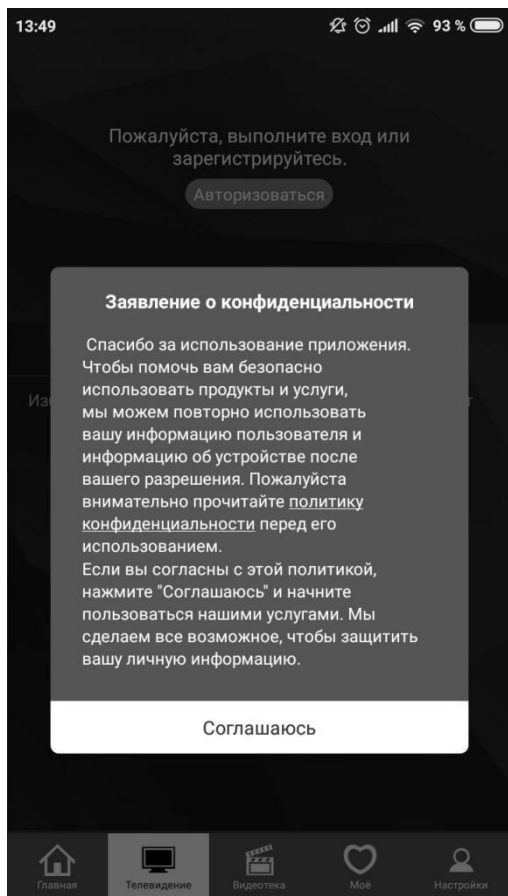 13:49 93 %
Пожалуйста, выполните вход или
зарегистрируйтесь.
Авторизоваться
Заявление о конфиденциальности
Спасибо за использование приложения.
Чтобы помочь вам безопасно
использовать продукты и услуги,
мы можем повторно использовать
вашу информацию пользователя и
информацию об устройстве после
вашего разрешения. Пожалуйста
внимательно прочитайте политику
конфиденциальности перед его
использованием.
Если вы согласны с этой политикой,
нажмите "Соглашаюсь" и начните
пользоваться нашими услугами. Мы
сделаем все возможное, чтобы защитить
вашу личную информацию.
Соглашаюсь
Главная Телевидение Видеотека Моё Настройки